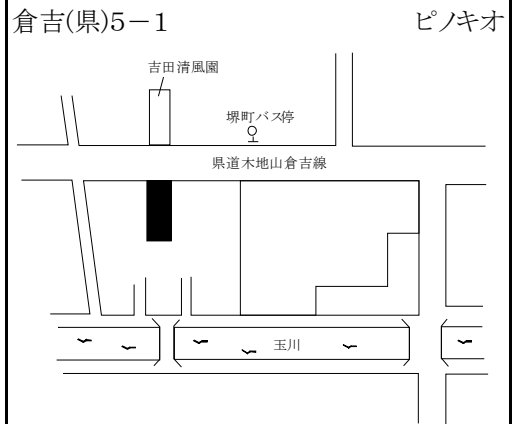 倉吉(県)5－1
ピノキオ
吉田清風園
堺町バス停
県道木地山倉吉線
玉川